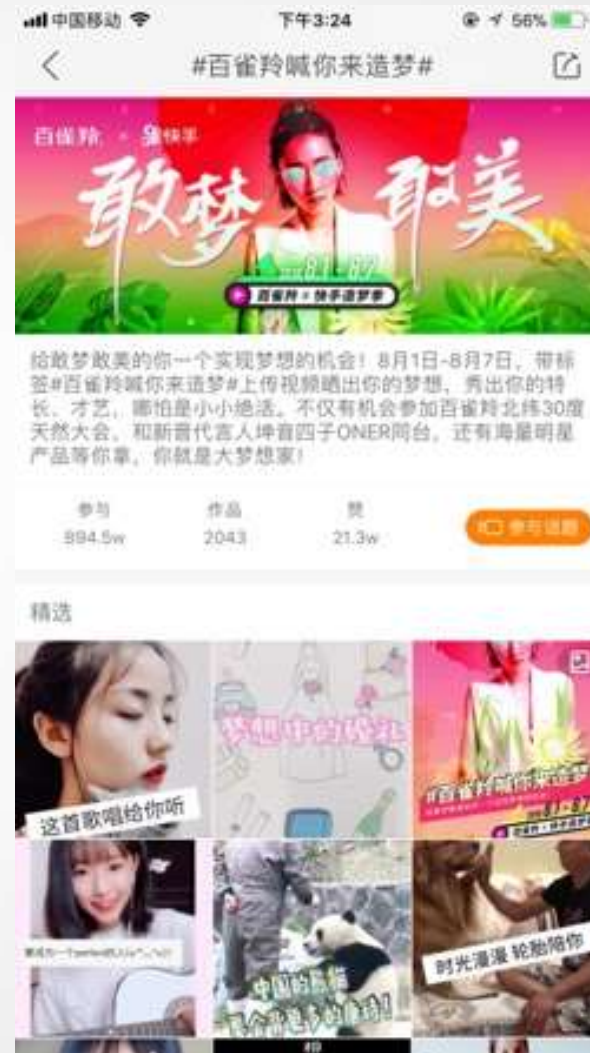 中国移动
下午3:24
56%
#百雀羚喊你来造梦#
百雀羚 × 快手
敢梦 敢美
8.1-8.7
百雀羚×快手造梦季
给敢梦敢美的你一个实现梦想的机会！8月1日-8月7日，带标
签#百雀羚喊你来造梦#上传视频晒出你的梦想，秀出你的特
长、才艺，哪怕是小小绝活。不仅有机会参加百雀羚北纬30度
天然大会，和新晋代言人坤音四子ONER同台，还有海量明星
产品等你拿，你就是大梦想家！
参与 作品 赞
894.5w 2043 21.3w
参与话题
精选
这首歌唱给你听
梦想中的婚礼
#百雀羚喊你来造梦
8.1-8.7
时光漫漫 轮胎陪你
中国的熊猫